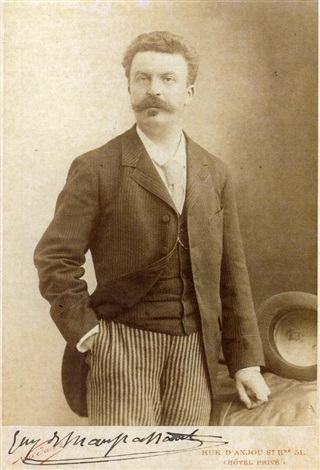 Guy de Maupassant
RUE D'ANJOU ST Hré 51.
(HÔTEL PRIVÉ)